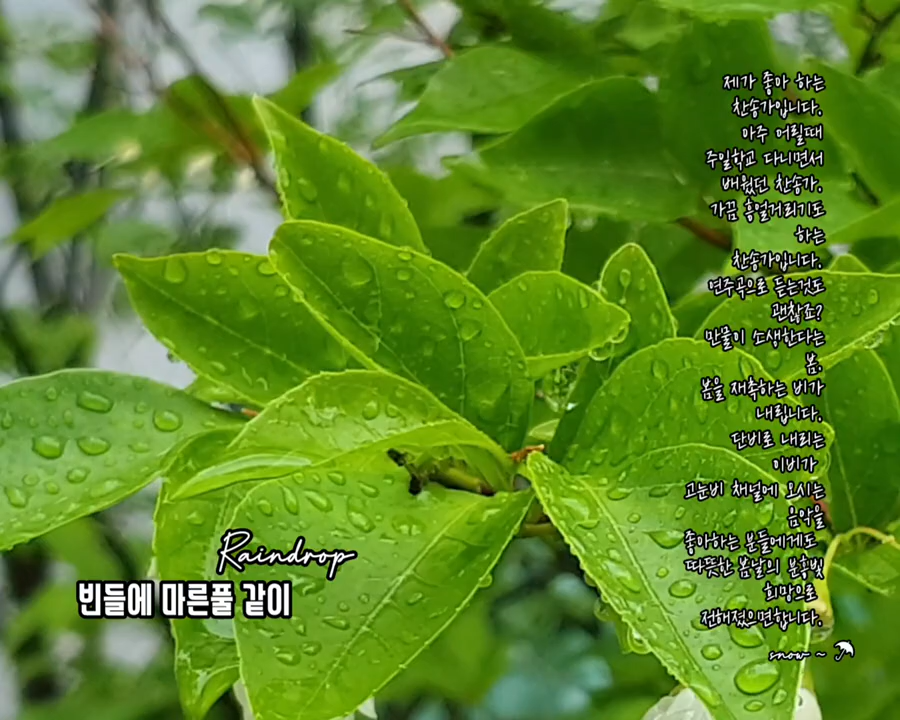 제가 좋아 하는
찬송가입니다.
아주 어릴때
주일학교 다니면서
배웠던 찬송가.
가끔 흥얼거리기도
하는
찬송가입니다.
연주곡으로 듣는것도
괜찮죠?
만물이 소생한다는
봄.
봄을 재촉하는 비가
내립니다.
단비로 내리는
이비가
고눈비 채널에 오시는
음악을
좋아하는 분들에게도
따뜻한 봄날의 분홍빛
희망으로
전해졌으면합니다.
snow ~ ☂
Raindrop
빈들에 마른풀 같이